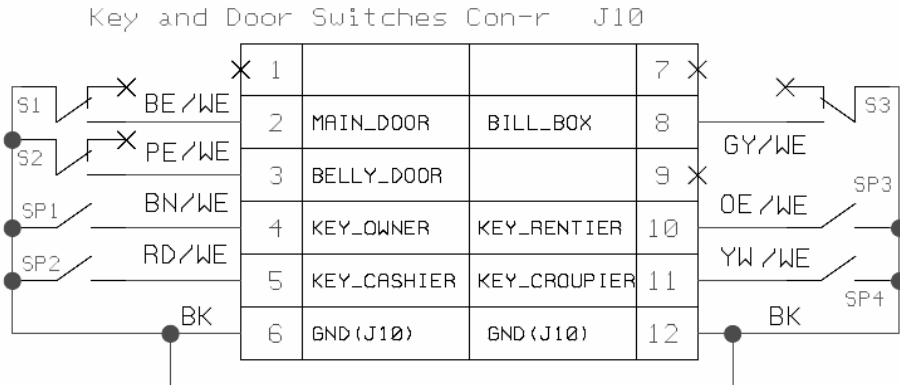 Key and Door Switches Con-r J10
1 7
S1 BE/WE 2 MAIN_DOOR BILL_BOX 8 GY/WE S3
S2 PE/WE 3 BELLY_DOOR 9
SP1 BN/WE 4 KEY_OWNER KEY_RENTIER 10 OE/WE SP3
SP2 RD/WE 5 KEY_CASHIER KEY_CROUPIER 11 YW/WE SP4
BK 6 GND(J10) GND(J10) 12 BK